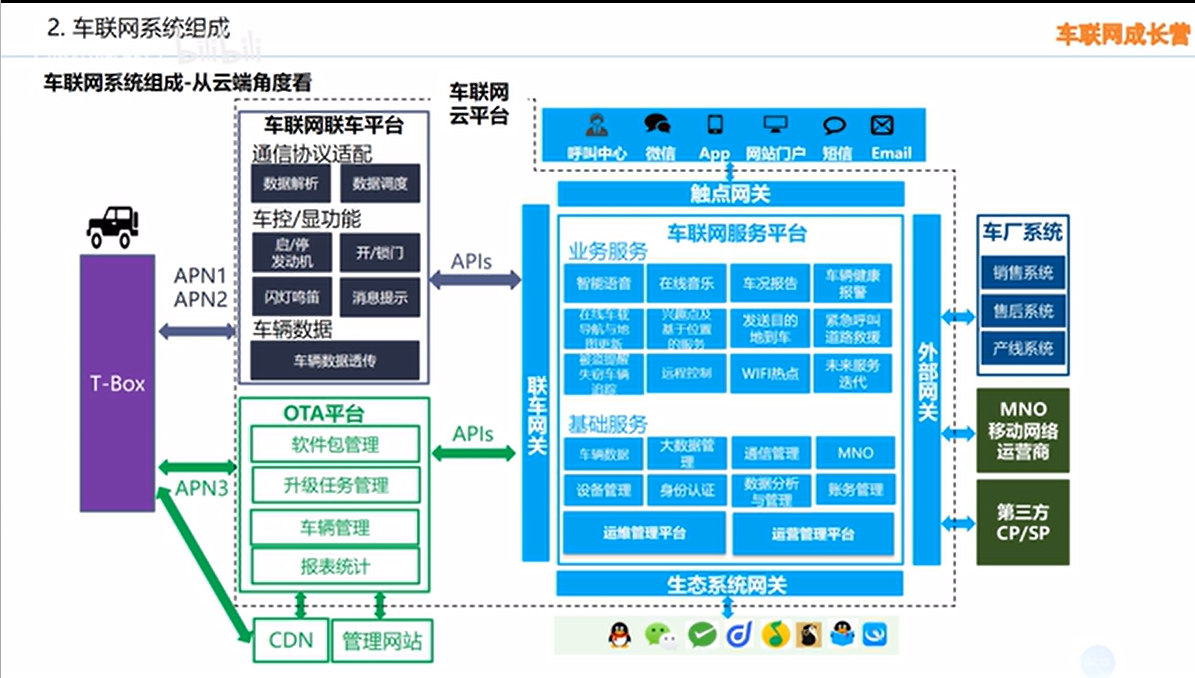 2. 车联网系统组成
bilibili
车联网成长营
车联网系统组成-从云端角度看
车联网
云平台
车联网联车平台
通信协议适配
数据解析
数据调度
车控/显功能
启/停
发动机
开/锁门
闪灯鸣笛
消息提示
车辆数据
车辆数据透传
T-Box
APN1
APN2
APN3
OTA平台
软件包管理
升级任务管理
车辆管理
报表统计
CDN
管理网站
APIs
APIs
联车网关
呼叫中心
微信
App
网站门户
短信
Email
触点网关
车联网服务平台
业务服务
智能语音
在线音乐
车况报告
车辆健康
报警
在线车载
导航与地
图更新
兴趣点及
基于位置
的服务
发送目的
地到车
紧急呼叫
道路救援
被盗提醒
失窃车辆
追踪
远程控制
WIFI热点
未来服务
迭代
基础服务
车辆数据
大数据管
理
通信管理
MNO
设备管理
身份认证
数据分析
与管理
账务管理
运维管理平台
运营管理平台
生态系统网关
外部网关
车厂系统
销售系统
售后系统
产线系统
MNO
移动网络
运营商
第三方
CP/SP